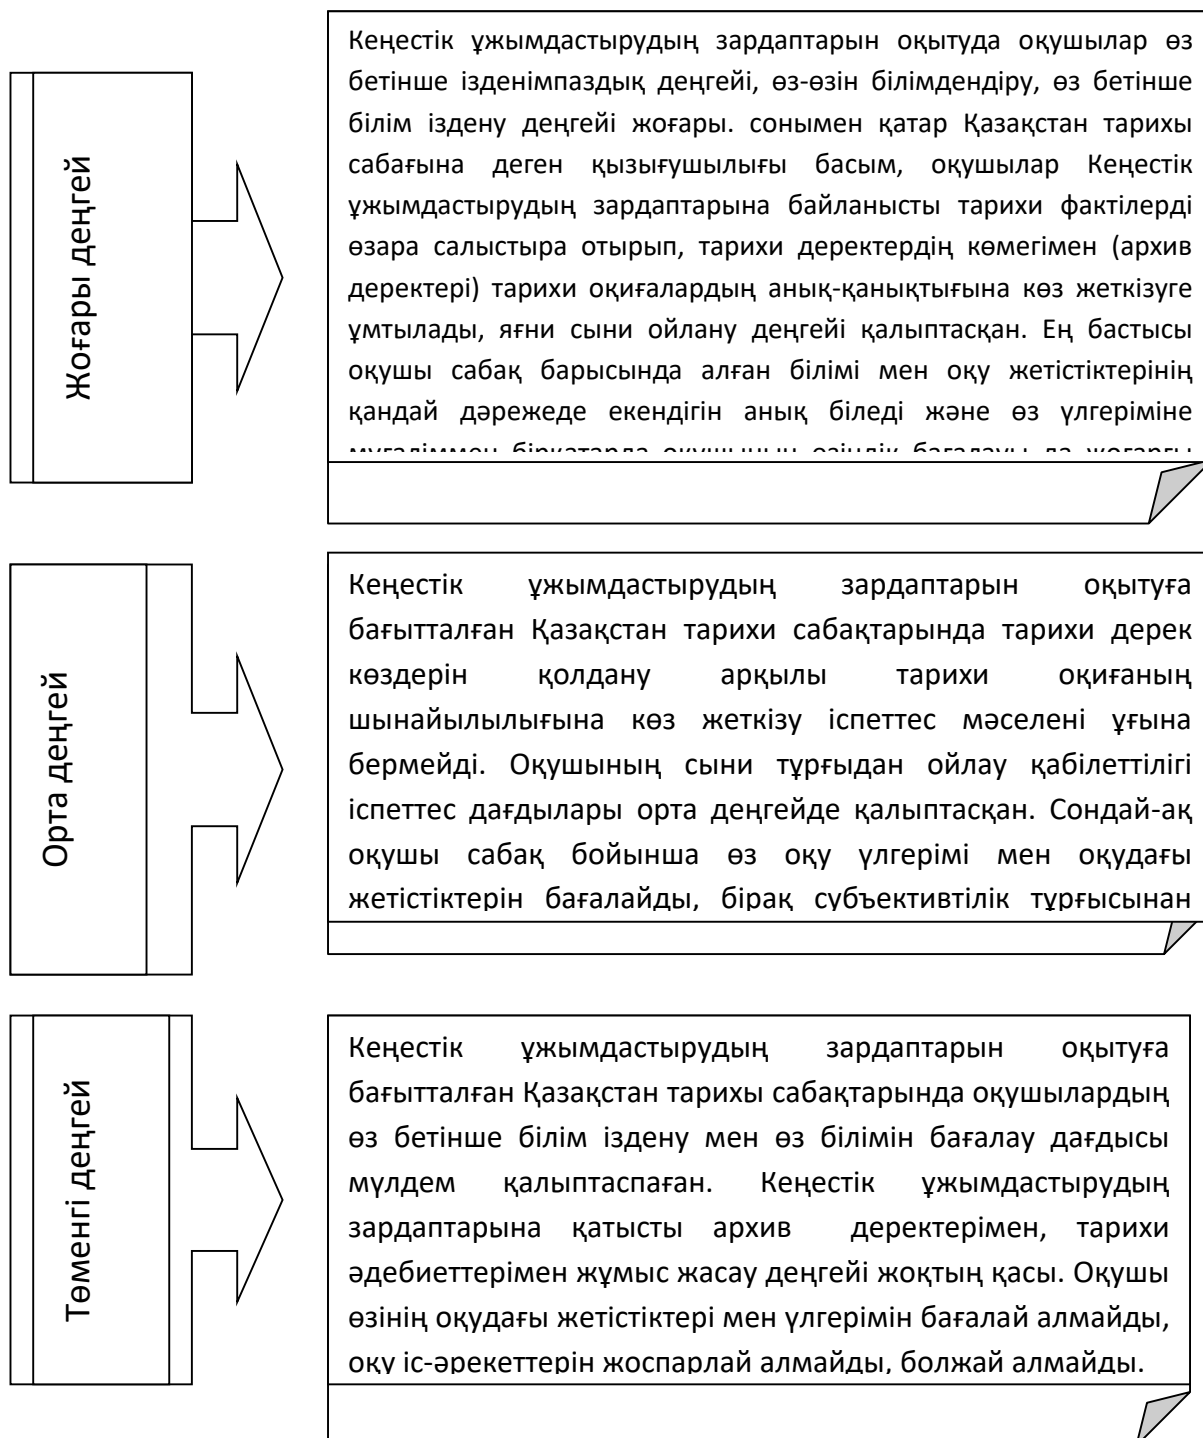 Жоғары деңгей
Кеңестік ұжымдастырудың зардаптарын оқытуда оқушылар өз
бетінше ізденімпаздық деңгейі, өз-өзін білімдендіру, өз бетінше
білім іздену деңгейі жоғары. сонымен қатар Қазақстан тарихы
сабағына деген қызығушылығы басым, оқушылар Кеңестік
ұжымдастырудың зардаптарына байланысты тарихи фактілерді
өзара салыстыра отырып, тарихи деректердің көмегімен (архив
деректері) тарихи оқиғалардың анық-қанықтығына көз жеткізуге
ұмтылады, яғни сыни ойлану деңгейі қалыптасқан. Ең бастысы
оқушы сабақ барысында алған білімі мен оқу жетістіктерінің
қандай дәрежеде екендігін анық біледі және өз үлгеріміне
Орта деңгей
Кеңестік ұжымдастырудың зардаптарын оқытуға
бағытталған Қазақстан тарихи сабақтарында тарихи дерек
көздерін қолдану арқылы тарихи оқиғаның
шынайылылығына көз жеткізу іспеттес мәселені ұғына
бермейді. Оқушының сыни тұрғыдан ойлау қабілеттілігі
іспеттес дағдылары орта деңгейде қалыптасқан. Сондай-ақ
оқушы сабақ бойынша өз оқу үлгерімі мен оқудағы
жетістіктерін бағалайды, бірақ субъективтілік тұрғысынан
Төменгі деңгей
Кеңестік ұжымдастырудың зардаптарын оқытуға
бағытталған Қазақстан тарихы сабақтарында оқушылардың
өз бетінше білім іздену мен өз білімін бағалау дағдысы
мүлдем қалыптаспаған. Кеңестік ұжымдастырудың
зардаптарына қатысты архив деректерімен, тарихи
әдебиеттерімен жұмыс жасау деңгейі жоқтың қасы. Оқушы
өзінің оқудағы жетістіктері мен үлгерімін бағалай алмайды,
оқу іс-әрекеттерін жоспарлай алмайды, болжай алмайды.